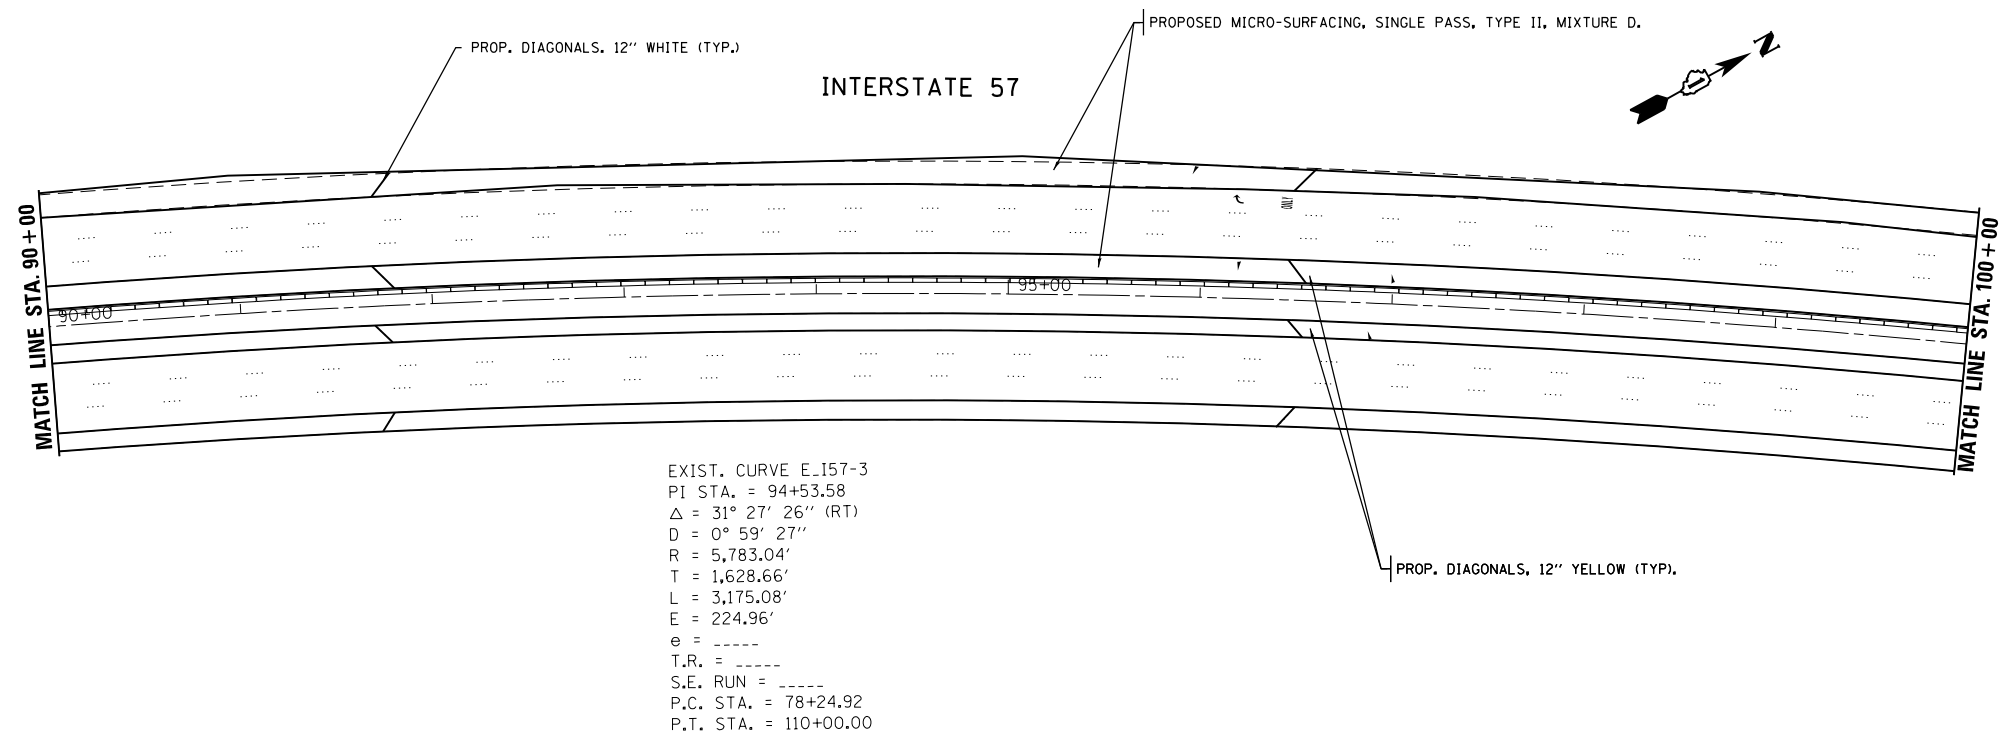 PROPOSED MICRO-SURFACING, SINGLE PASS, TYPE II, MIXTURE D.
PROP. DIAGONALS. 12'' WHITE (TYP.)
INTERSTATE 57
N
MATCH LINE STA. 90+00
MATCH LINE STA. 100+00
90+00
95+00
EXIST. CURVE E_I57-3
PI STA. = 94+53.58
Δ = 31° 27' 26'' (RT)
D = 0° 59' 27''
R = 5,783.04'
T = 1,628.66'
L = 3,175.08'
E = 224.96'
e = _____
T.R. = _____
S.E. RUN = _____
P.C. STA. = 78+24.92
P.T. STA. = 110+00.00
PROP. DIAGONALS, 12'' YELLOW (TYP).